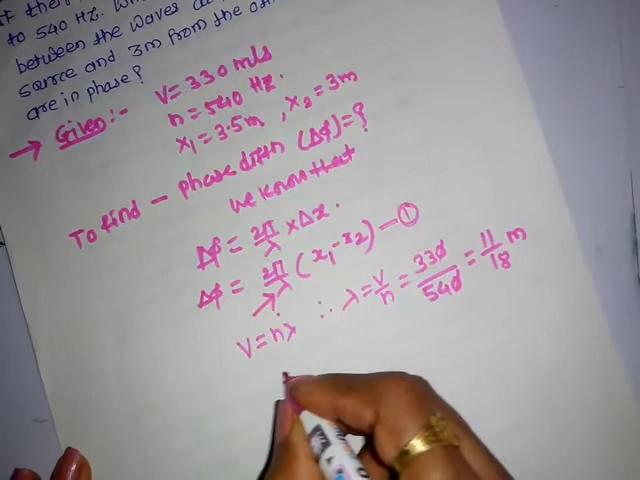 to 540 Hz.
between the waves
source and 3m from the
are in phase?
→ Given:- V = 330 m/s
n = 540 Hz.
x₁ = 3.5m, x₂ = 3m
To find - phase diffn (Δϕ) = ?
We know that
Δϕ = 2π/λ × Δx.
Δϕ = 2π/λ (x₁ - x₂) — ①
V = nλ ∴ λ = V/n = 330/540 = 11/18 m